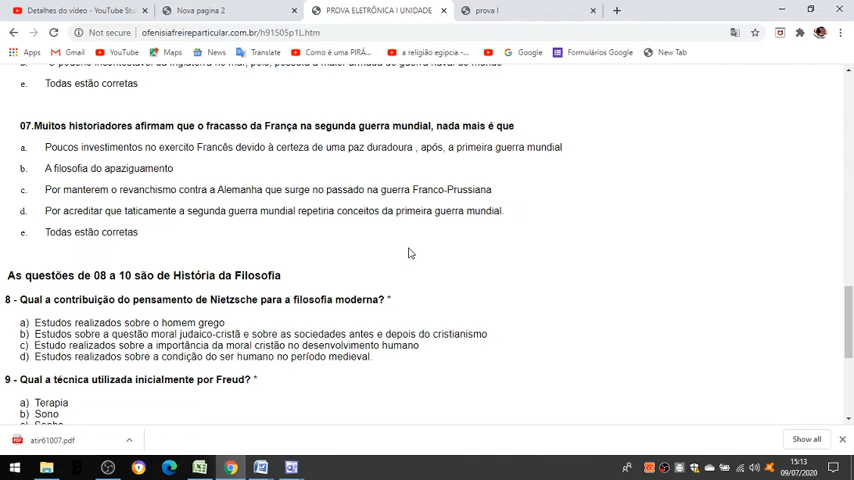 Detalhes do vídeo - YouTube Stu
Nova pagina 2
PROVA ELETRÔNICA I UNIDADE
prova I
Not secure
ofenisiafreireparticular.com.br/h91505p1L.htm
Apps
Gmail
YouTube
Maps
News
Translate
Como é uma PIRÂ...
a religião egipcia -...
Google
Formulários Google
New Tab
e. Todas estão corretas
07.Muitos historiadores afirmam que o fracasso da França na segunda guerra mundial, nada mais é que
a. Poucos investimentos no exercito Francês devido à certeza de uma paz duradoura , após, a primeira guerra mundial
b. A filosofia do apaziguamento
c. Por manterem o revanchismo contra a Alemanha que surge no passado na guerra Franco-Prussiana
d. Por acreditar que taticamente a segunda guerra mundial repetiria conceitos da primeira guerra mundial.
e. Todas estão corretas
As questões de 08 a 10 são de História da Filosofia
8 - Qual a contribuição do pensamento de Nietzsche para a filosofia moderna? *
a) Estudos realizados sobre o homem grego
b) Estudos sobre a questão moral judaico-cristã e sobre as sociedades antes e depois do cristianismo
c) Estudo realizados sobre a importância da moral cristão no desenvolvimento humano
d) Estudos realizados sobre a condição do ser humano no período medieval.
9 - Qual a técnica utilizada inicialmente por Freud? *
a) Terapia
b) Sono
atir61007.pdf
Show all
15:13
09/07/2020